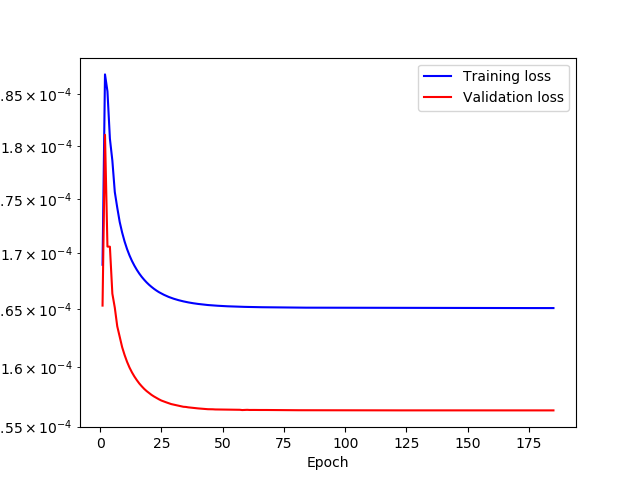 Training loss
Validation loss
.85 × 10⁻⁴
1.8 × 10⁻⁴
.75 × 10⁻⁴
1.7 × 10⁻⁴
.65 × 10⁻⁴
1.6 × 10⁻⁴
.55 × 10⁻⁴
0 25 50 75 100 125 150 175
Epoch